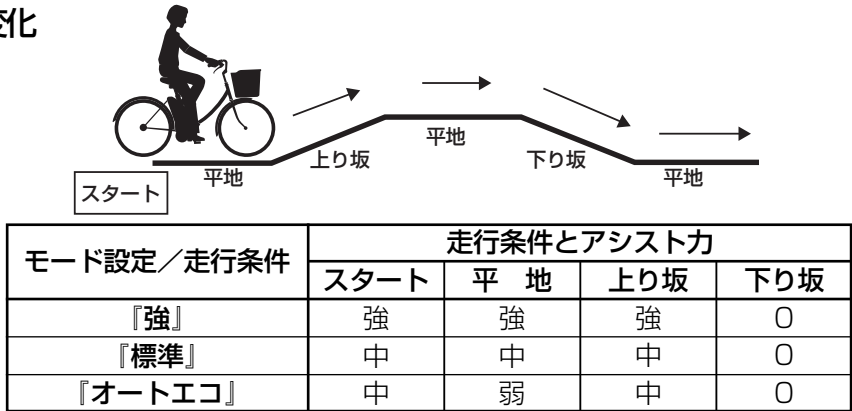 変化
平地
上り坂
下り坂
平地
平地
スタート
モード設定／走行条件
走行条件とアシスト力
スタート 平　地 上り坂 下り坂
『強』 強 強 強 0
『標準』 中 中 中 0
『オートエコ』 中 弱 中 0